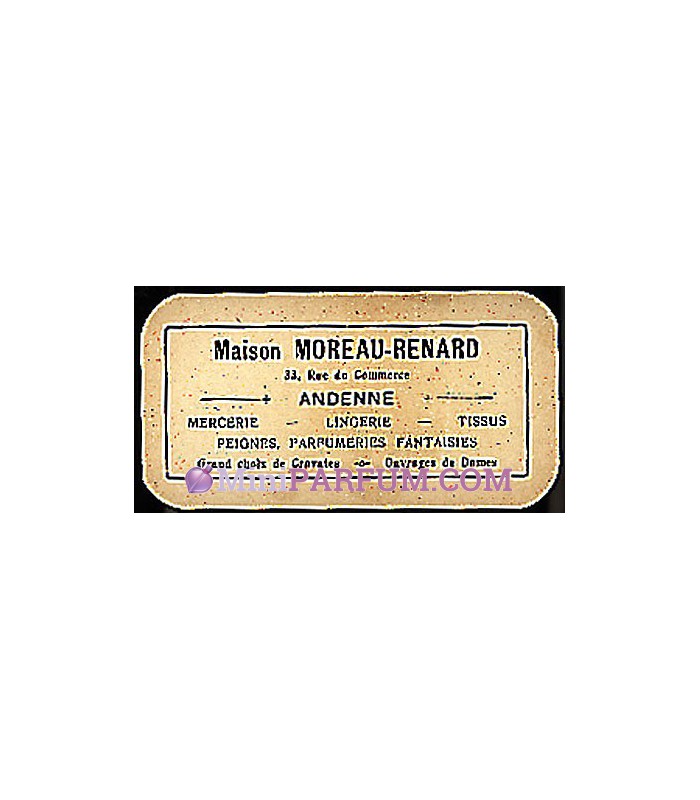 Maison MOREAU-RENARD
33, Rue du Commerce
ANDENNE
MERCERIE - LINGERIE - TISSUS
PEIGNES, PARFUMERIES FANTAISIES
Grand choix de Cravates -o- Ouvrages de Dames
MiniPARFUM.COM